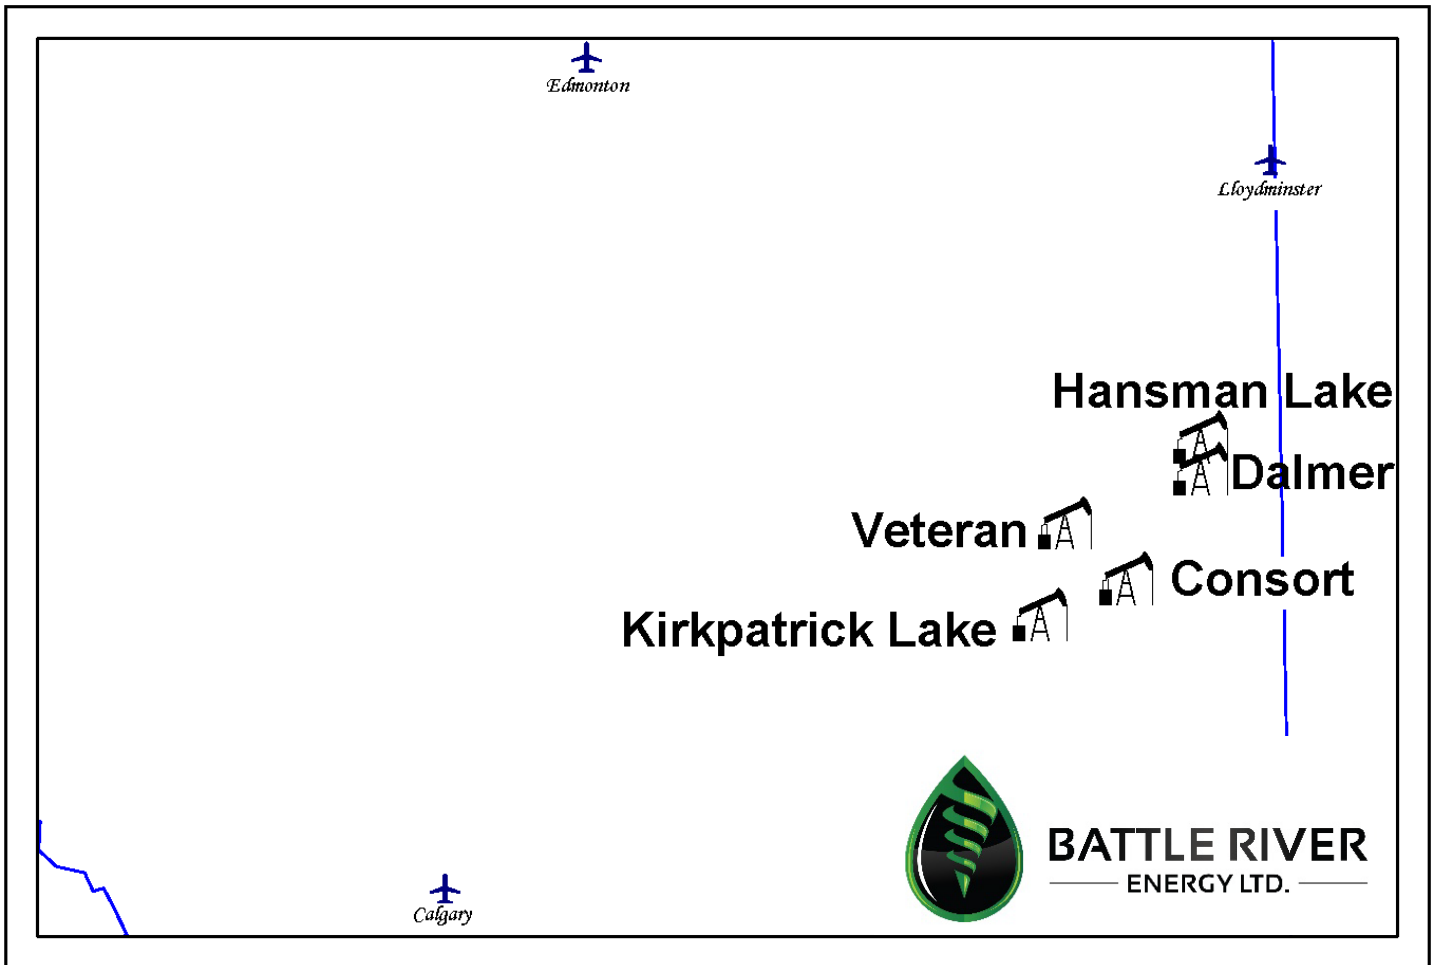 Edmonton
Lloydminster
Hansman Lake
Dalmer
Veteran
Consort
Kirkpatrick Lake
BATTLE RIVER
ENERGY LTD.
Calgary